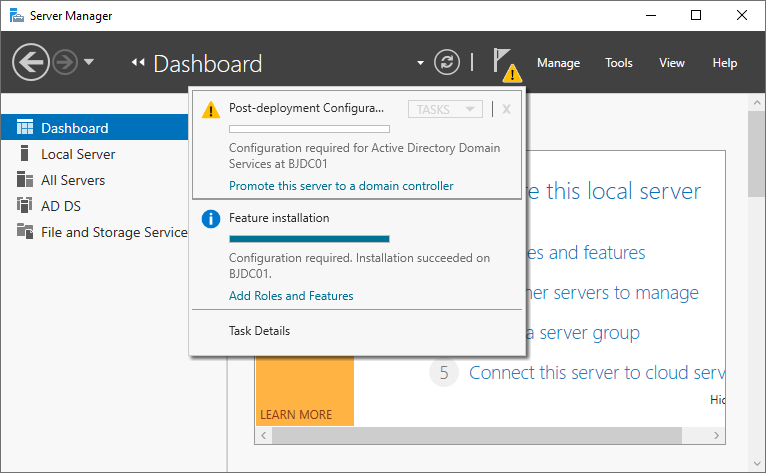 Server Manager
Dashboard
Manage Tools View Help
Post-deployment Configura... TASKS X
Configuration required for Active Directory Domain
Services at BJDC01
Promote this server to a domain controller
Feature installation
Configuration required. Installation succeeded on
BJDC01.
Add Roles and Features
Task Details
Dashboard
Local Server
All Servers
AD DS
File and Storage Service
re this local server
es and features
er servers to manage
a server group
5 Connect this server to cloud serv
Hid
LEARN MORE